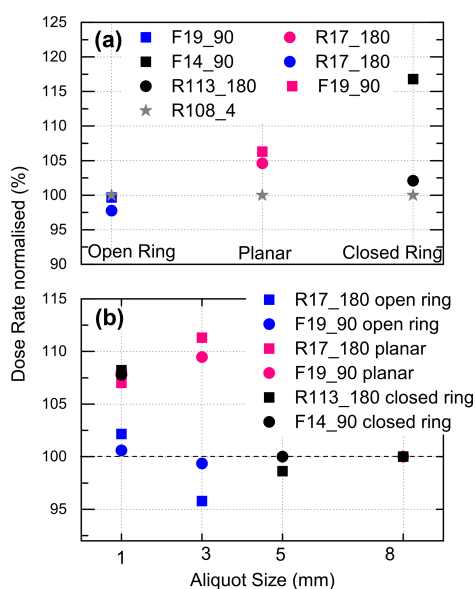 Dose Rate normalised (%)
125
120
115
110
105
100
95
90
(a)
F19_90
R17_180
F14_90
R17_180
R113_180
F19_90
R108_4
Open Ring
Planar
Closed Ring
115
110
105
100
95
(b)
R17_180 open ring
F19_90 open ring
R17_180 planar
F19_90 planar
R113_180 closed ring
F14_90 closed ring
1
3
5
8
Aliquot Size (mm)